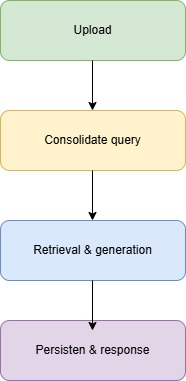 Upload
Consolidate query
Retrieval & generation
Persisten & response